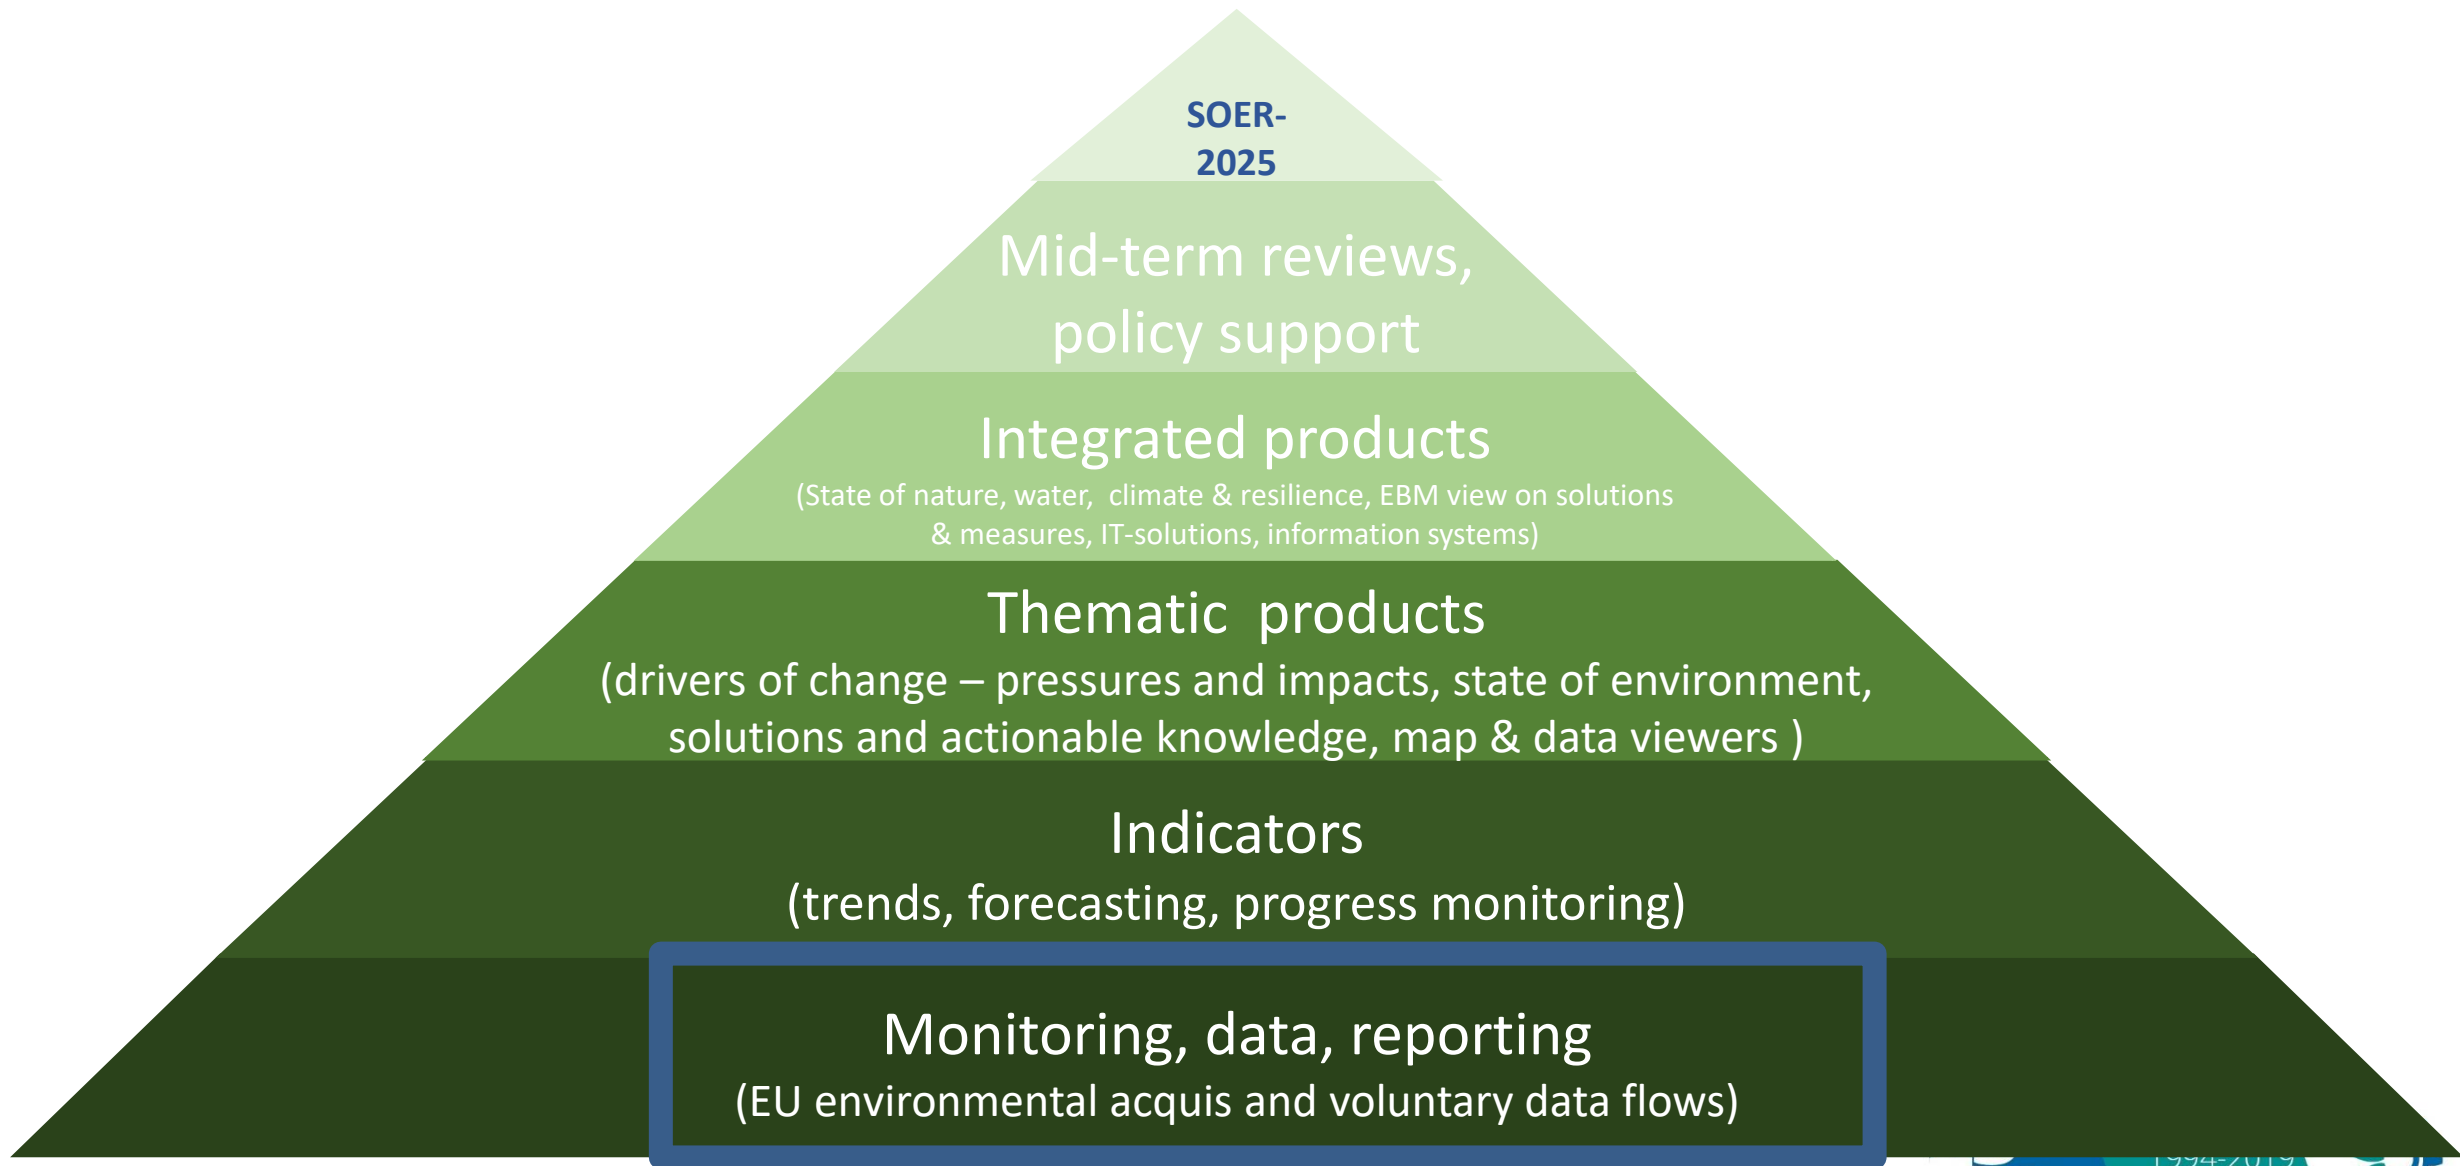 SOER-
2025
Mid-term reviews,
policy support
Integrated products
(State of nature, water,  climate & resilience, EBM view on solutions
& measures, IT-solutions, information systems)
Thematic  products
(drivers of change – pressures and impacts, state of environment,
solutions and actionable knowledge, map & data viewers )
Indicators
(trends, forecasting, progress monitoring)
Monitoring, data, reporting
(EU environmental acquis and voluntary data flows)
1994-2019